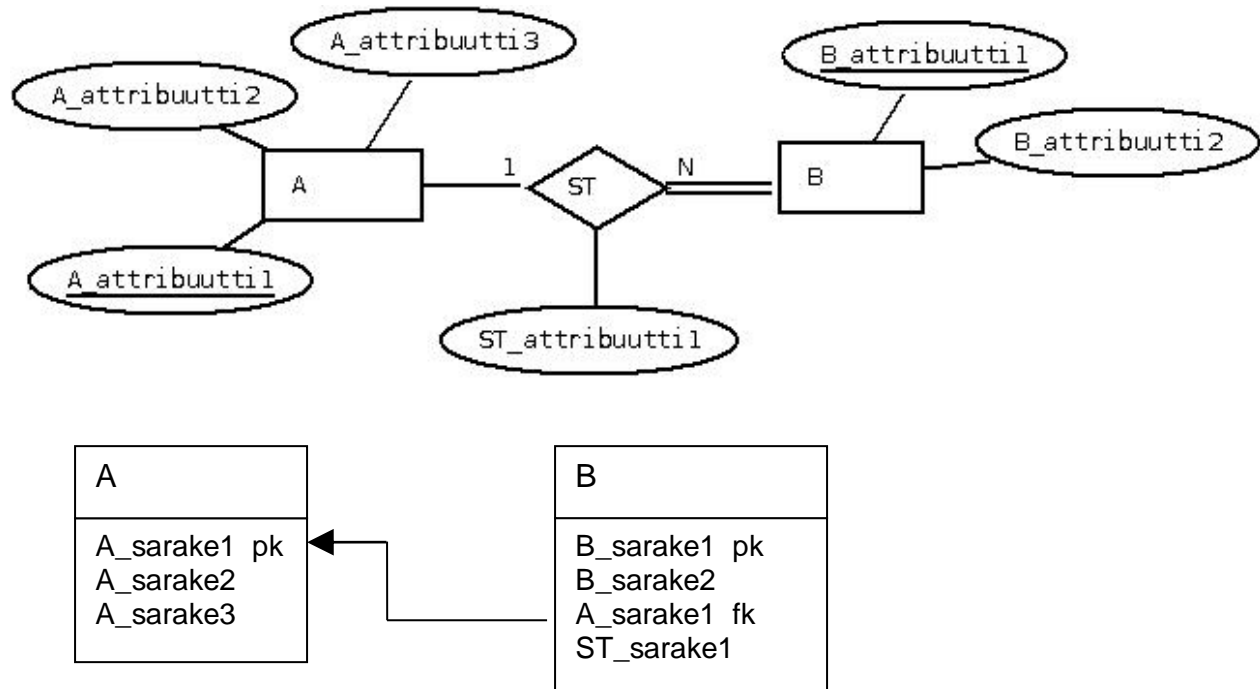 A_attribuutti3
B_attribuutti1
A_attribuutti2
B_attribuutti2
A
1
ST
N
B
A_attribuutti1
ST_attribuutti1
A
A_sarake1 pk
A_sarake2
A_sarake3
B
B_sarake1 pk
B_sarake2
A_sarake1 fk
ST_sarake1